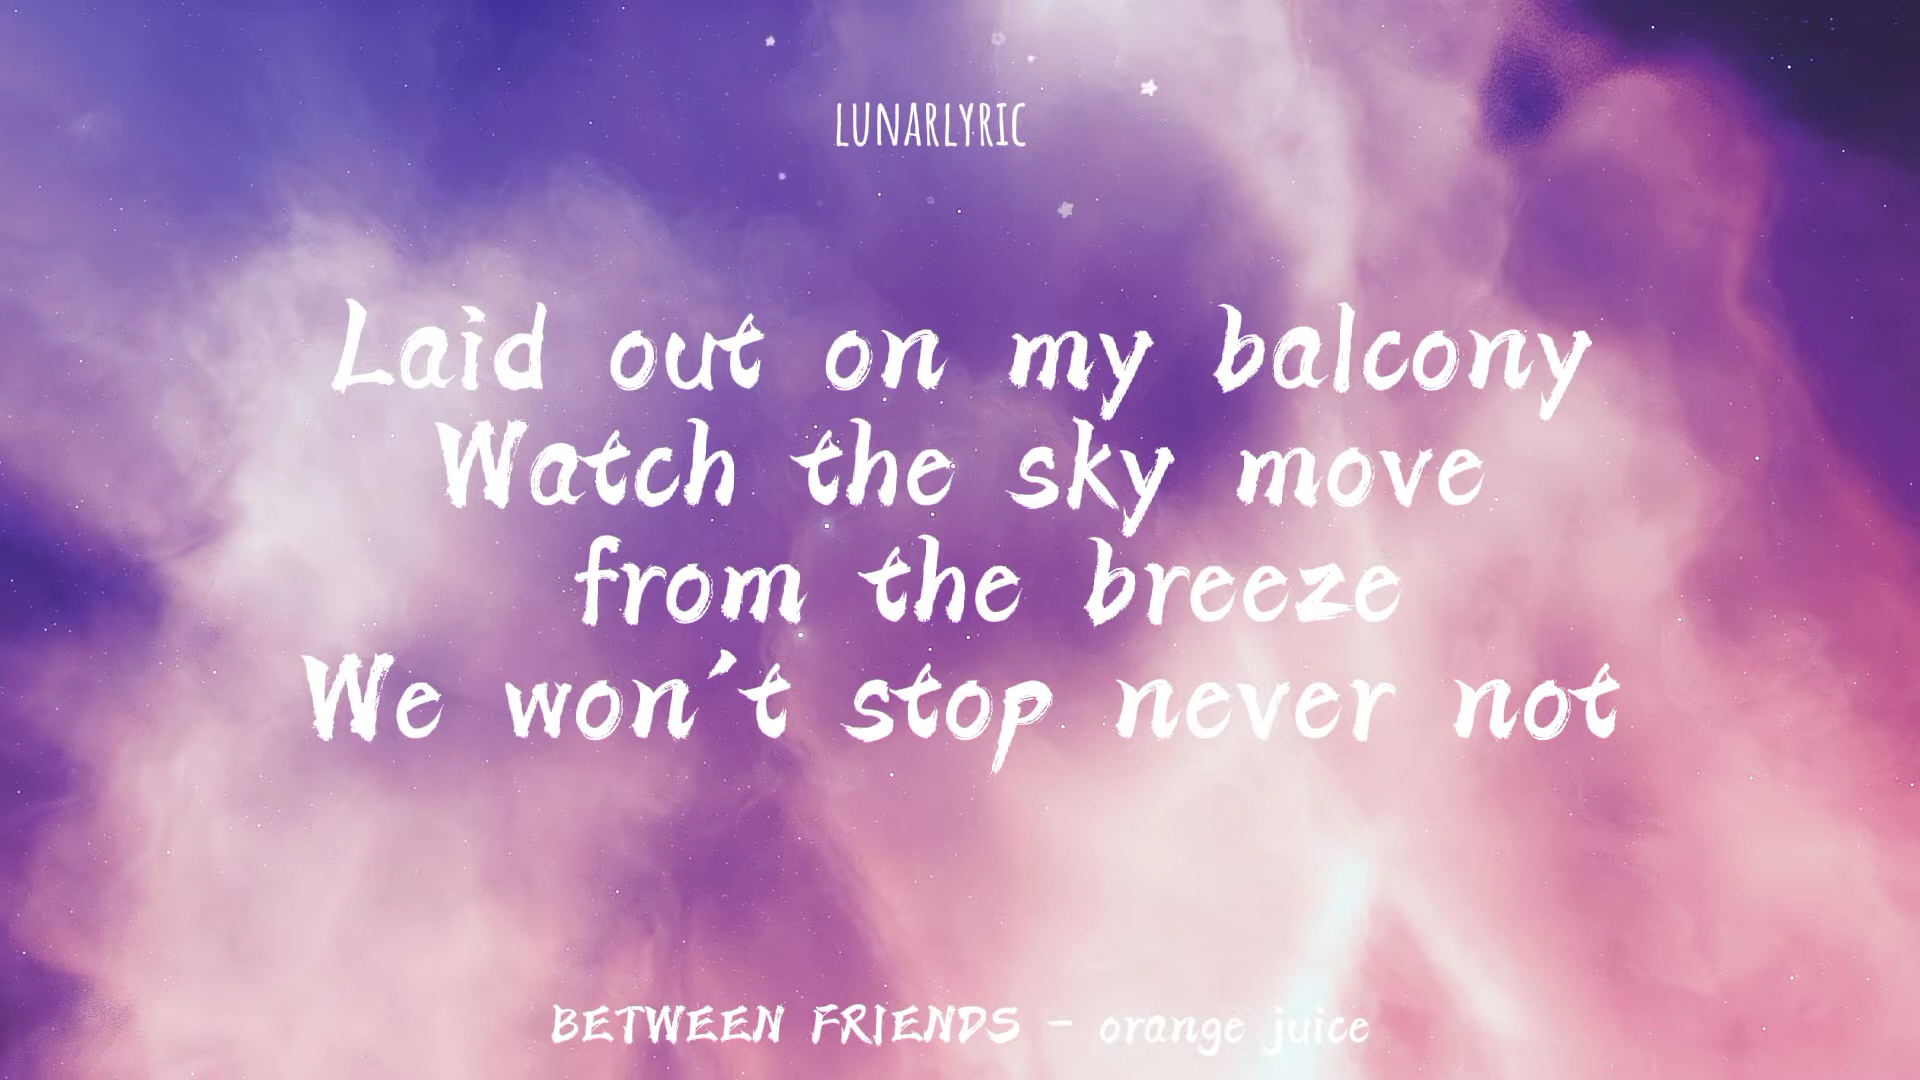 LUNARLYRIC
Laid out on my balcony
Watch the sky move
from the breeze
We won't stop never not
BETWEEN FRIENDS - orange juice